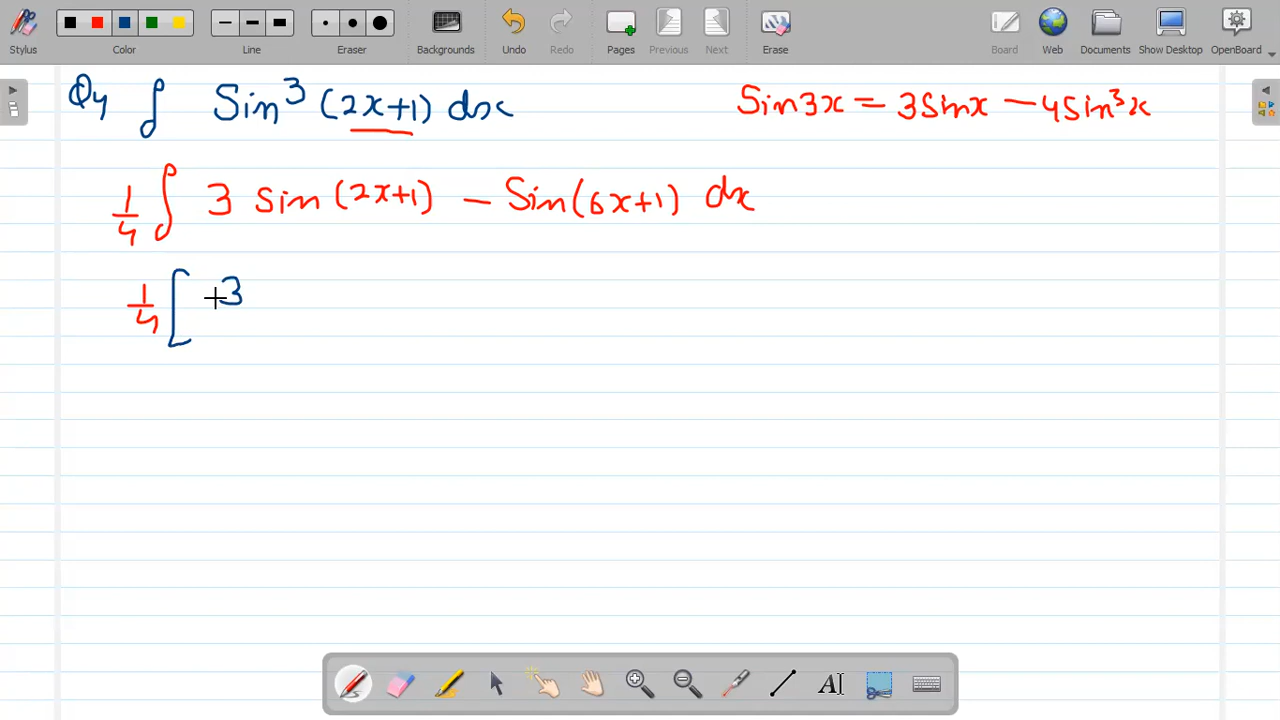 Stylus Color Line Eraser Backgrounds Undo Redo Pages Previous Next Erase Board Web Documents Show Desktop OpenBoard
Q4 ∫ Sin³ (2x+1) dx Sin3x = 3Sinx − 4Sin³x
1/4 ∫ 3 sin(2x+1) − Sin(6x+1) dx
1/4 [ 3